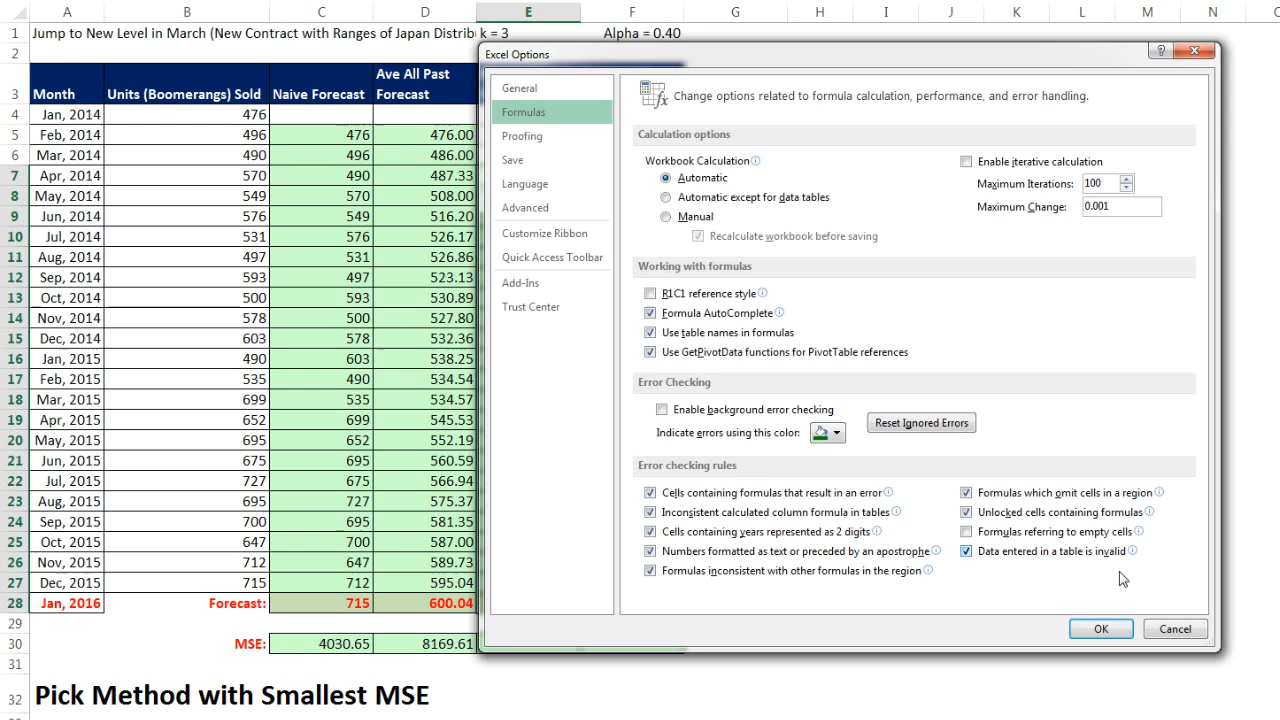 A B C D E F G H I J K L M N
1 Jump to New Level in March (New Contract with Ranges of Japan Distribu k = 3 Alpha = 0.40
2
3 Month Units (Boomerangs) Sold Naive Forecast Ave All Past Forecast
4 Jan, 2014 476
5 Feb, 2014 496 476 476.00
6 Mar, 2014 490 496 486.00
7 Apr, 2014 570 490 487.33
8 May, 2014 549 570 508.00
9 Jun, 2014 576 549 516.20
10 Jul, 2014 531 576 526.17
11 Aug, 2014 497 531 526.86
12 Sep, 2014 593 497 523.13
13 Oct, 2014 500 593 530.89
14 Nov, 2014 578 500 527.80
15 Dec, 2014 603 578 532.36
16 Jan, 2015 490 603 538.25
17 Feb, 2015 535 490 534.54
18 Mar, 2015 699 535 534.57
19 Apr, 2015 652 699 545.53
20 May, 2015 695 652 552.19
21 Jun, 2015 675 695 560.59
22 Jul, 2015 727 675 566.94
23 Aug, 2015 695 727 575.37
24 Sep, 2015 700 695 581.35
25 Oct, 2015 647 700 587.00
26 Nov, 2015 712 647 589.73
27 Dec, 2015 715 712 595.04
28 Jan, 2016 Forecast: 715 600.04
29
30 MSE: 4030.65 8169.61
31
32 Pick Method with Smallest MSE
Excel Options
General
Formulas
Proofing
Save
Language
Advanced
Customize Ribbon
Quick Access Toolbar
Add-Ins
Trust Center
Change options related to formula calculation, performance, and error handling.
Calculation options
Workbook Calculation
Automatic
Automatic except for data tables
Manual
Recalculate workbook before saving
Enable iterative calculation
Maximum Iterations: 100
Maximum Change: 0.001
Working with formulas
R1C1 reference style
Formula AutoComplete
Use table names in formulas
Use GetPivotData functions for PivotTable references
Error Checking
Enable background error checking
Indicate errors using this color:
Reset Ignored Errors
Error checking rules
Cells containing formulas that result in an error
Inconsistent calculated column formula in tables
Cells containing years represented as 2 digits
Numbers formatted as text or preceded by an apostrophe
Formulas inconsistent with other formulas in the region
Formulas which omit cells in a region
Unlocked cells containing formulas
Formulas referring to empty cells
Data entered in a table is invalid
OK Cancel